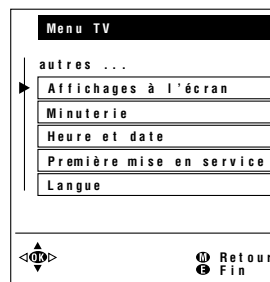 Menu TV
autres ...
Affichages à l'écran
Minuterie
Heure et date
Première mise en service
Langue
OK
M Retour
E Fin